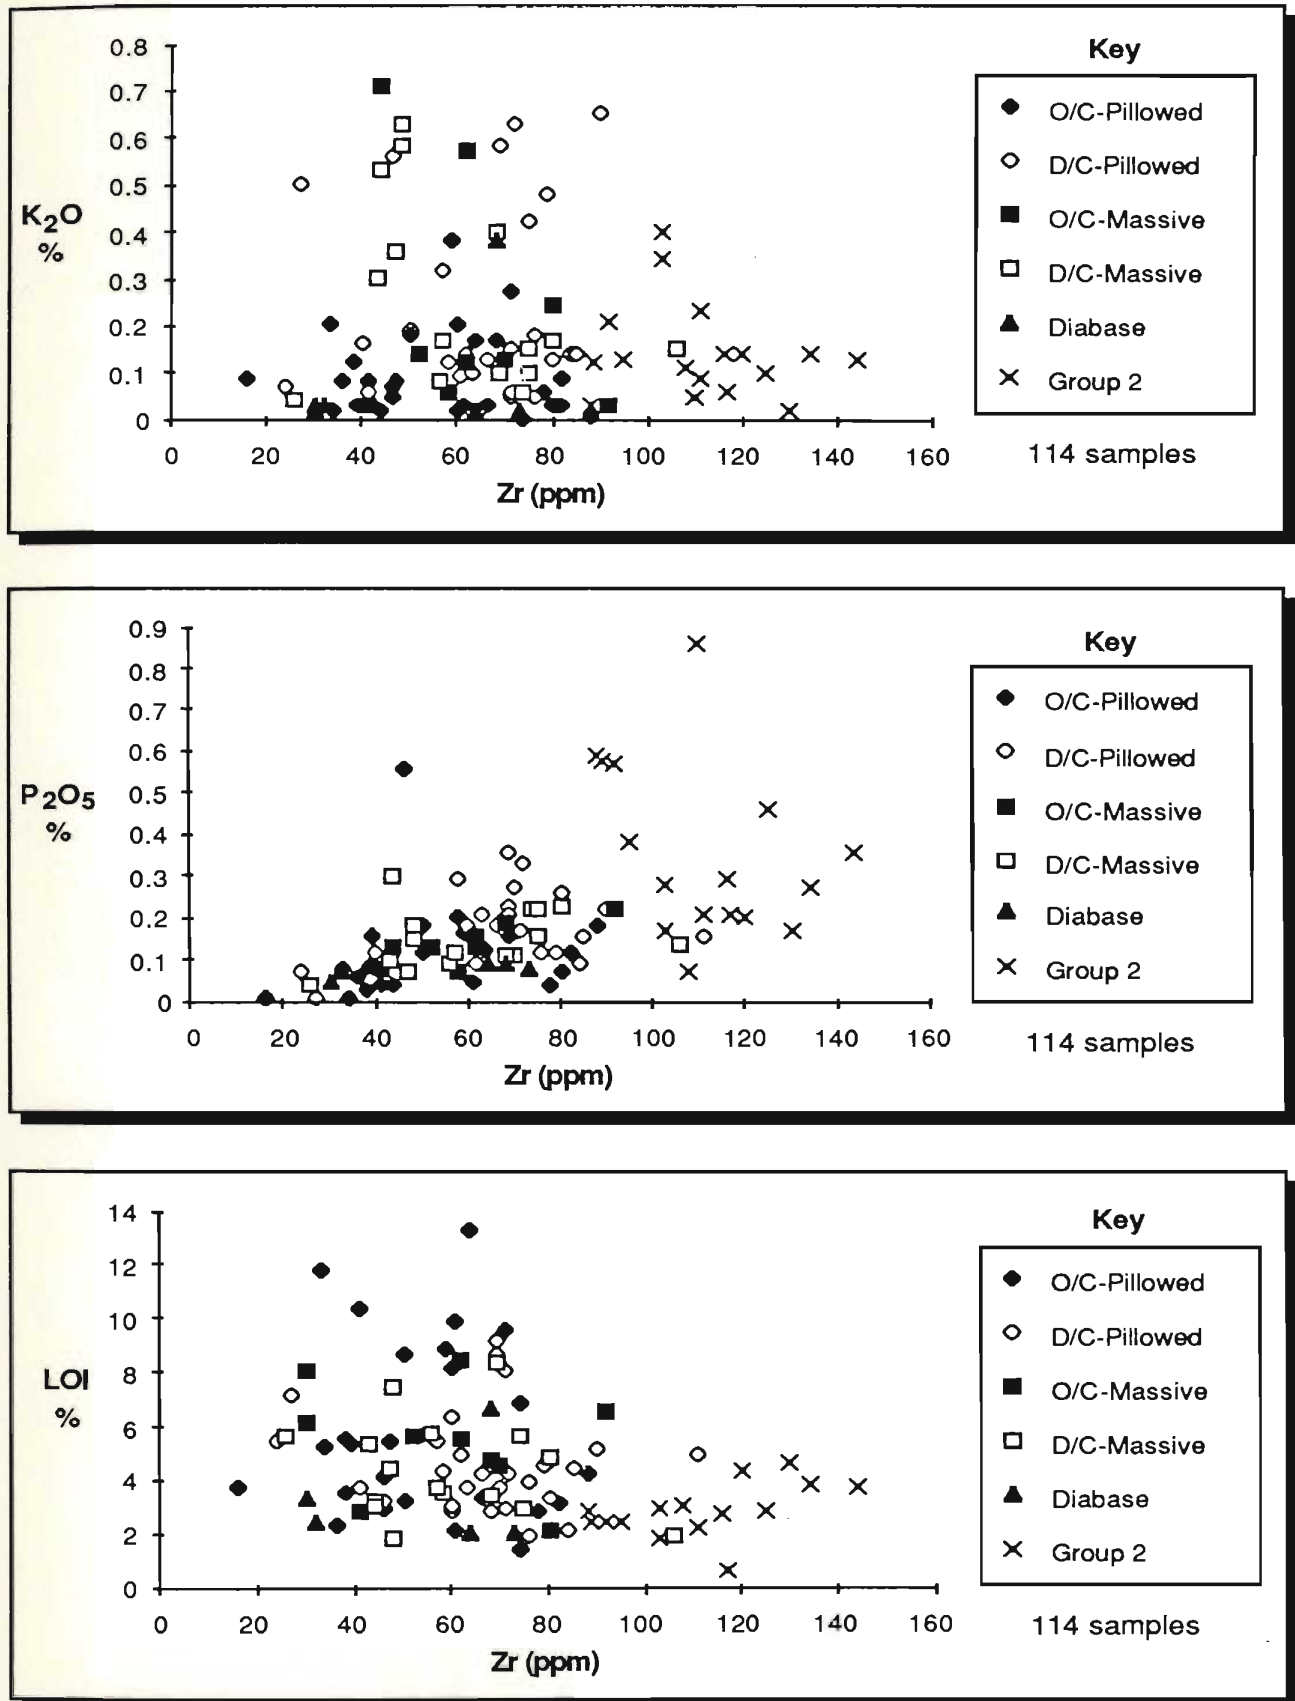 Key
0.8
0.7
0.6
0.5
0.4
0.3
0.2
0.1
0
K2O
%
0 20 40 60 80 100 120 140 160
Zr (ppm)
O/C-Pillowed
D/C-Pillowed
O/C-Massive
D/C-Massive
Diabase
Group 2
114 samples
Key
0.9
0.8
0.7
0.6
0.5
0.4
0.3
0.2
0.1
0
P2O5
%
0 20 40 60 80 100 120 140 160
Zr (ppm)
O/C-Pillowed
D/C-Pillowed
O/C-Massive
D/C-Massive
Diabase
Group 2
114 samples
Key
14
12
10
8
6
4
2
0
LOI
%
0 20 40 60 80 100 120 140 160
Zr (ppm)
O/C-Pillowed
D/C-Pillowed
O/C-Massive
D/C-Massive
Diabase
Group 2
114 samples